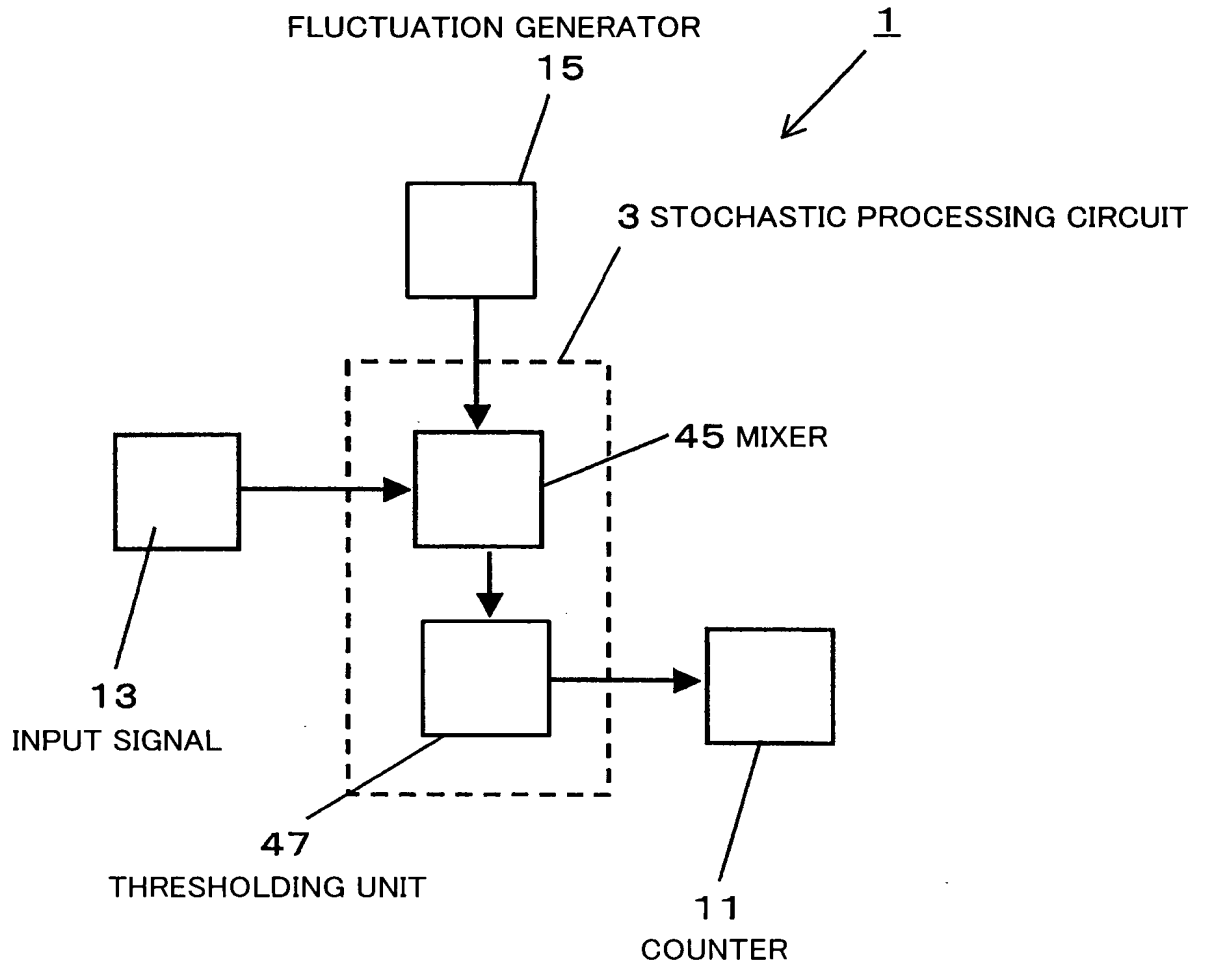 FLUCTUATION GENERATOR
15
1
3 STOCHASTIC PROCESSING CIRCUIT
45 MIXER
13
INPUT SIGNAL
47
THRESHOLDING UNIT
11
COUNTER